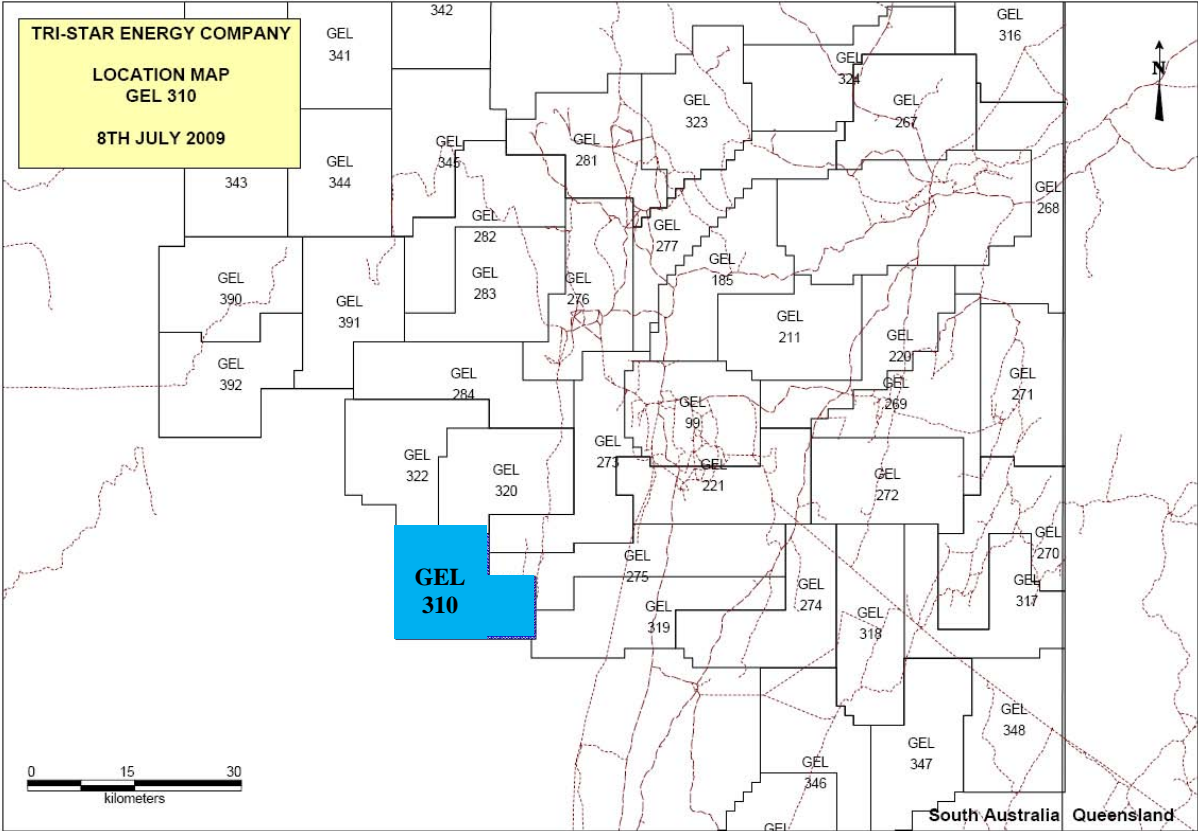 TRI-STAR ENERGY COMPANY
LOCATION MAP
GEL 310
8TH JULY 2009
342
GEL
341
GEL
316
N
GEL
324
GEL
323
GEL
267
GEL
345
GEL
281
343
GEL
344
GEL
268
GEL
282
GEL
277
GEL
185
GEL
390
GEL
391
GEL
283
GEL
276
GEL
211
GEL
220
GEL
392
GEL
284
GEL
269
GEL
271
GEL
99
GEL
322
GEL
320
GEL
273
GEL
221
GEL
272
GEL
270
GEL
310
GEL
275
GEL
274
GEL
317
GEL
319
GEL
318
GEL
348
GEL
347
GEL
346
GEL
0 15 30
kilometers
South Australia Queensland